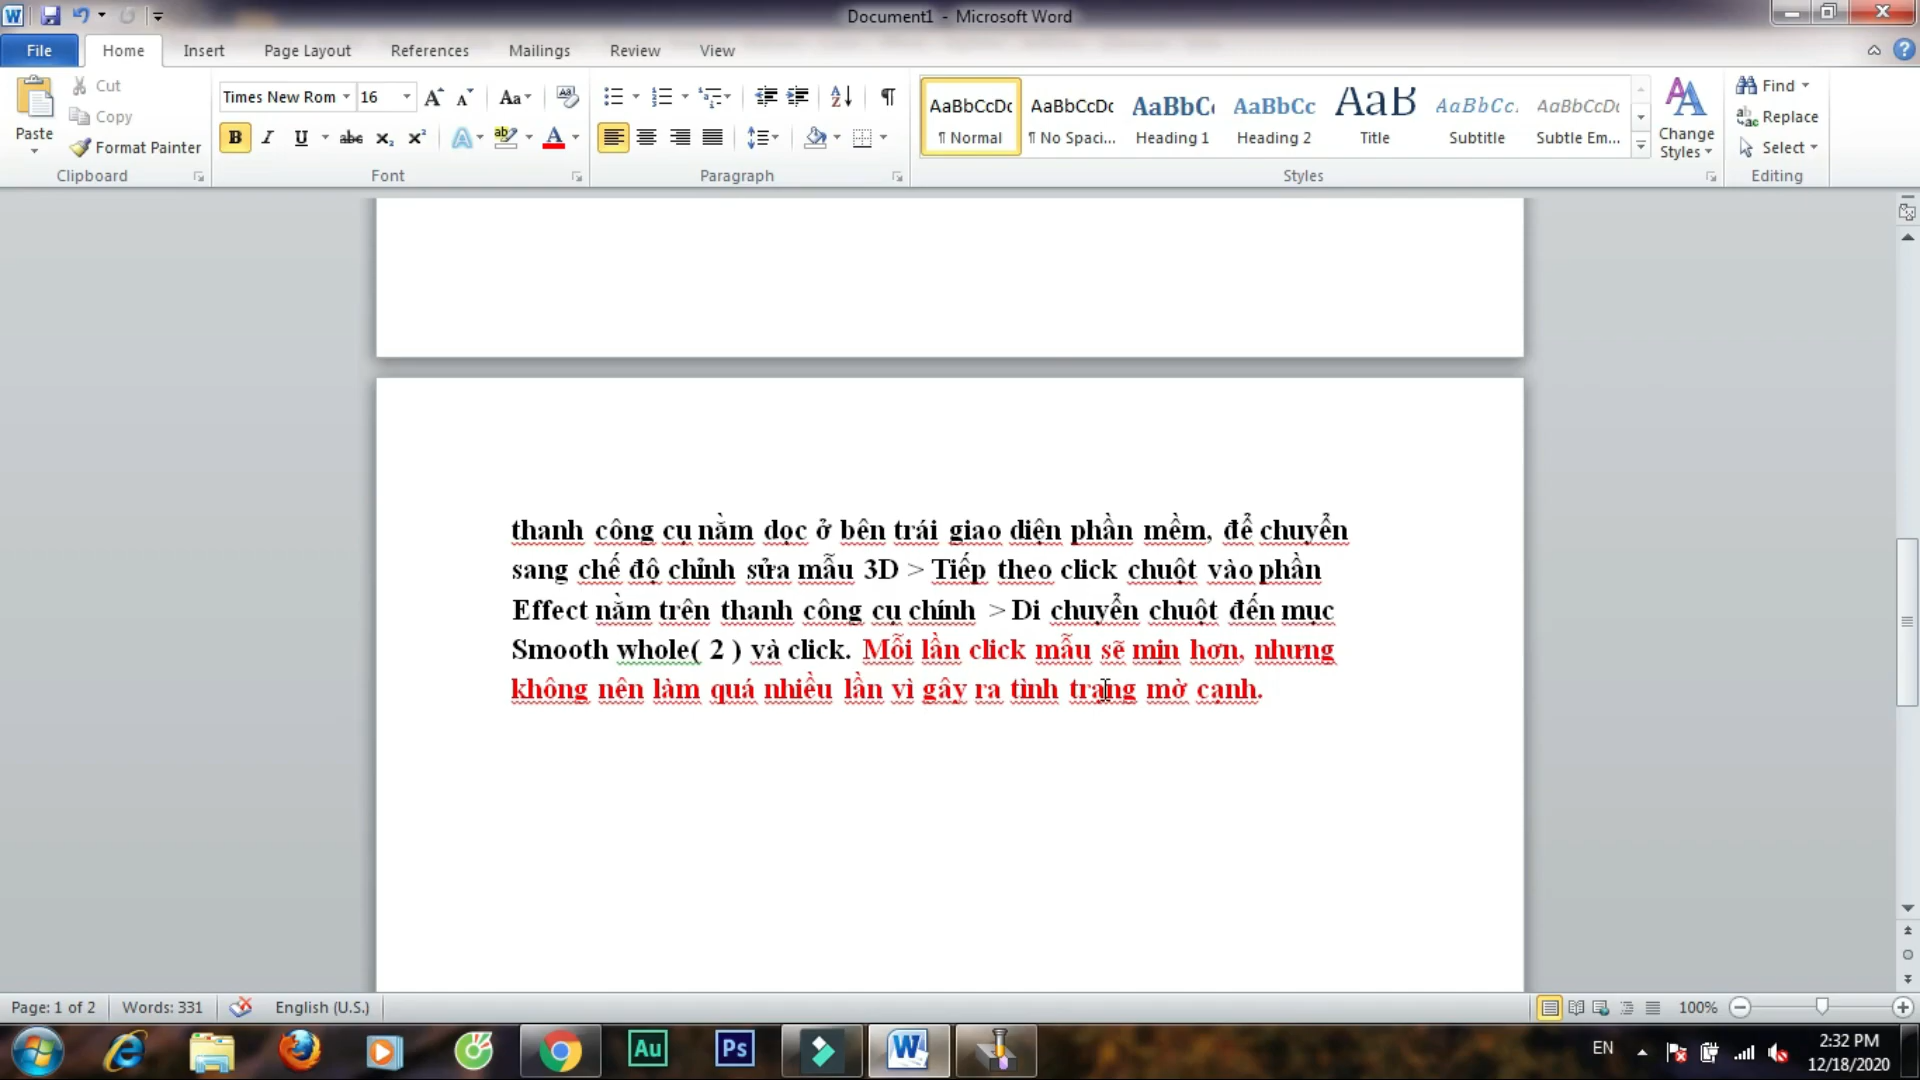 Document1 - Microsoft Word
File Home Insert Page Layout References Mailings Review View
Paste
Cut
Copy
Format Painter
Clipboard
Times New Rom 16
Font
Paragraph
AaBbCcDc AaBbCcDc AaBbC AaBbCc AaB AaBbCc. AaBbCcDc
¶ Normal ¶ No Spaci... Heading 1 Heading 2 Title Subtitle Subtle Em...
Change Styles
Styles
Find
Replace
Select
Editing
thanh công cụ nằm dọc ở bên trái giao diện phần mềm, để chuyển
sang chế độ chỉnh sửa mẫu 3D > Tiếp theo click chuột vào phần
Effect nằm trên thanh công cụ chính > Di chuyển chuột đến mục
Smooth whole( 2 ) và click. Mỗi lần click mẫu sẽ mịn hơn, nhưng
không nên làm quá nhiều lần vì gây ra tình trạng mờ cạnh.
Page: 1 of 2 Words: 331 English (U.S.) 100%
Au Ps EN 2:32 PM
12/18/2020